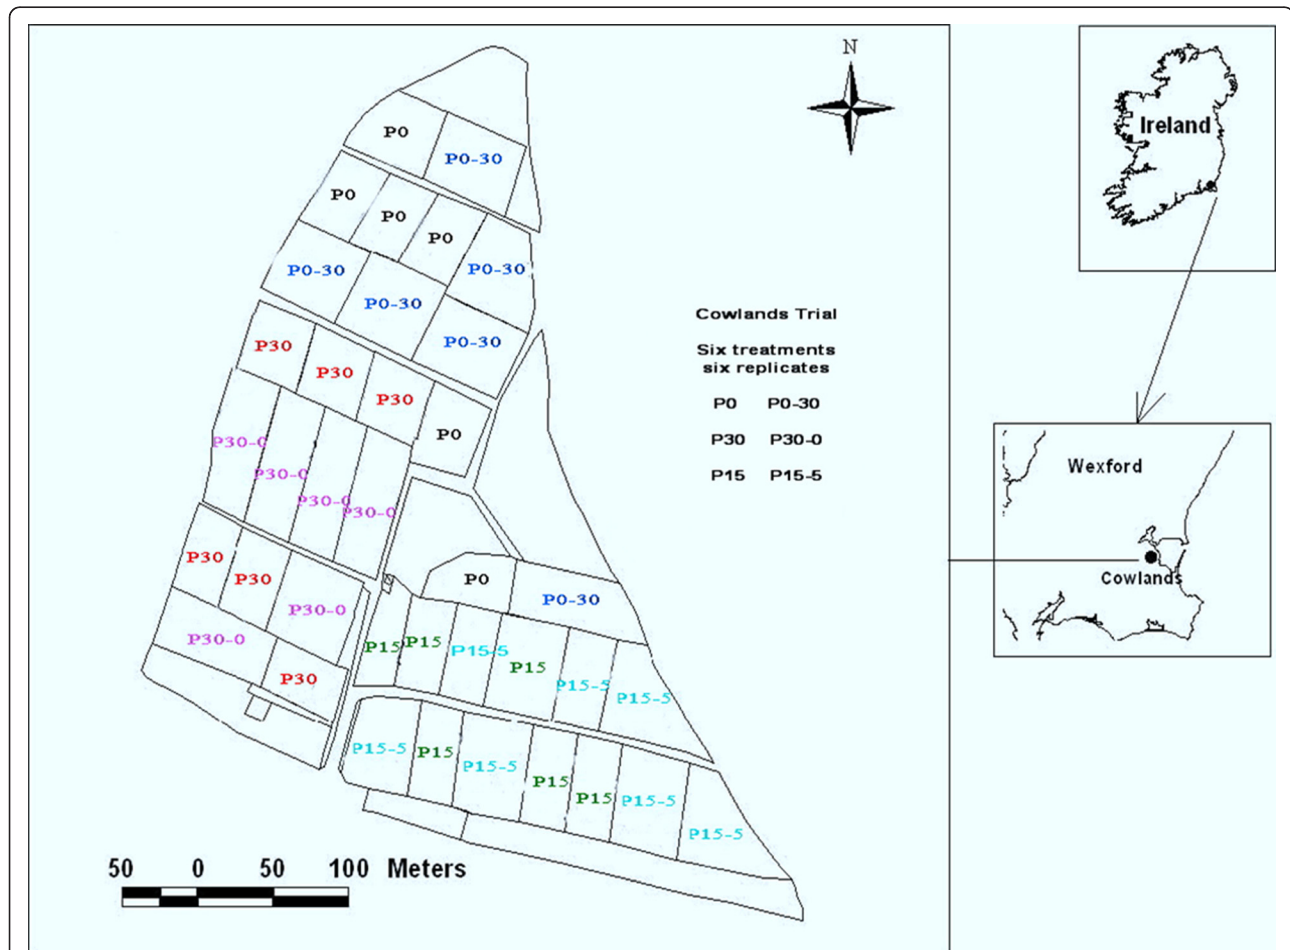 N
P0
P0-30
P0
P0
P0
P0-30
P0-30
P0-30
P0-30
P30
P30
P30
P0
P30-0
P30-0
P30-0
P30-0
P30
P30
P30-0
P30-0
P30
P0
P0-30
P15
P15
P15-5
P15
P15-5
P15-5
P15-5
P15
P15-5
P15
P15
P15-5
P15-5
Cowlands Trial
Six treatments
six replicates
P0 P0-30
P30 P30-0
P15 P15-5
50 0 50 100 Meters
Ireland
Wexford
Cowlands